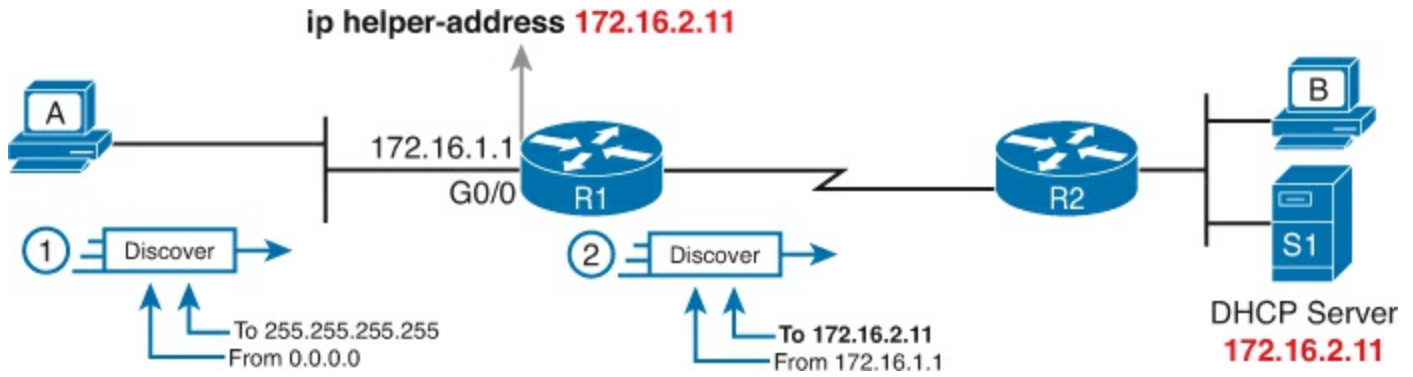 ip helper-address 172.16.2.11
A
172.16.1.1
G0/0
R1
R2
B
S1
1
Discover
To 255.255.255.255
From 0.0.0.0
2
Discover
To 172.16.2.11
From 172.16.1.1
DHCP Server
172.16.2.11